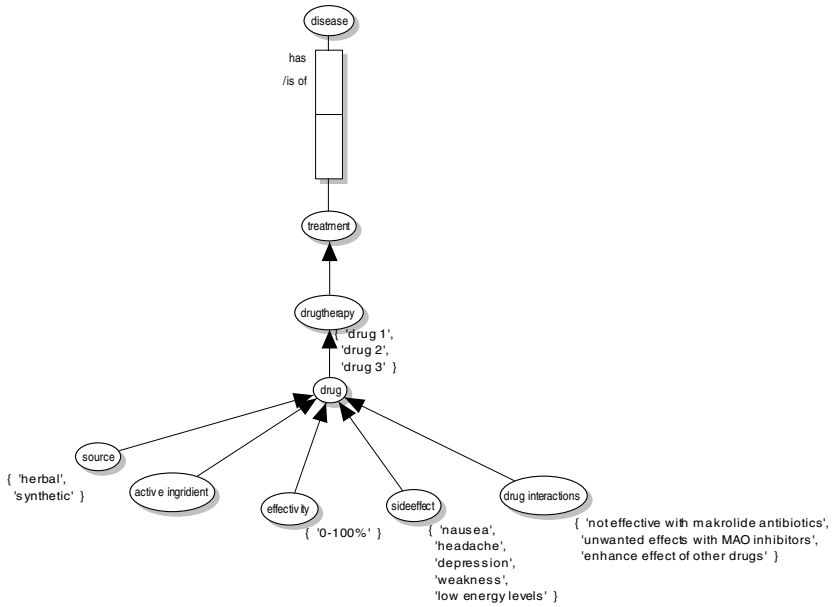 disease
has
/is of
treatment
drugtherapy
{ 'drug 1',
'drug 2',
'drug 3' }
drug
source
{ 'herbal',
'synthetic' }
active ingridient
effectivity
{ '0-100%' }
sideeffect
{ 'nausea',
'headache',
'depression',
'weakness',
'low energy levels' }
drug interactions
{ 'not effective with makrolide antibiotics',
'unwanted effects with MAO inhibitors',
'enhance effect of other drugs' }